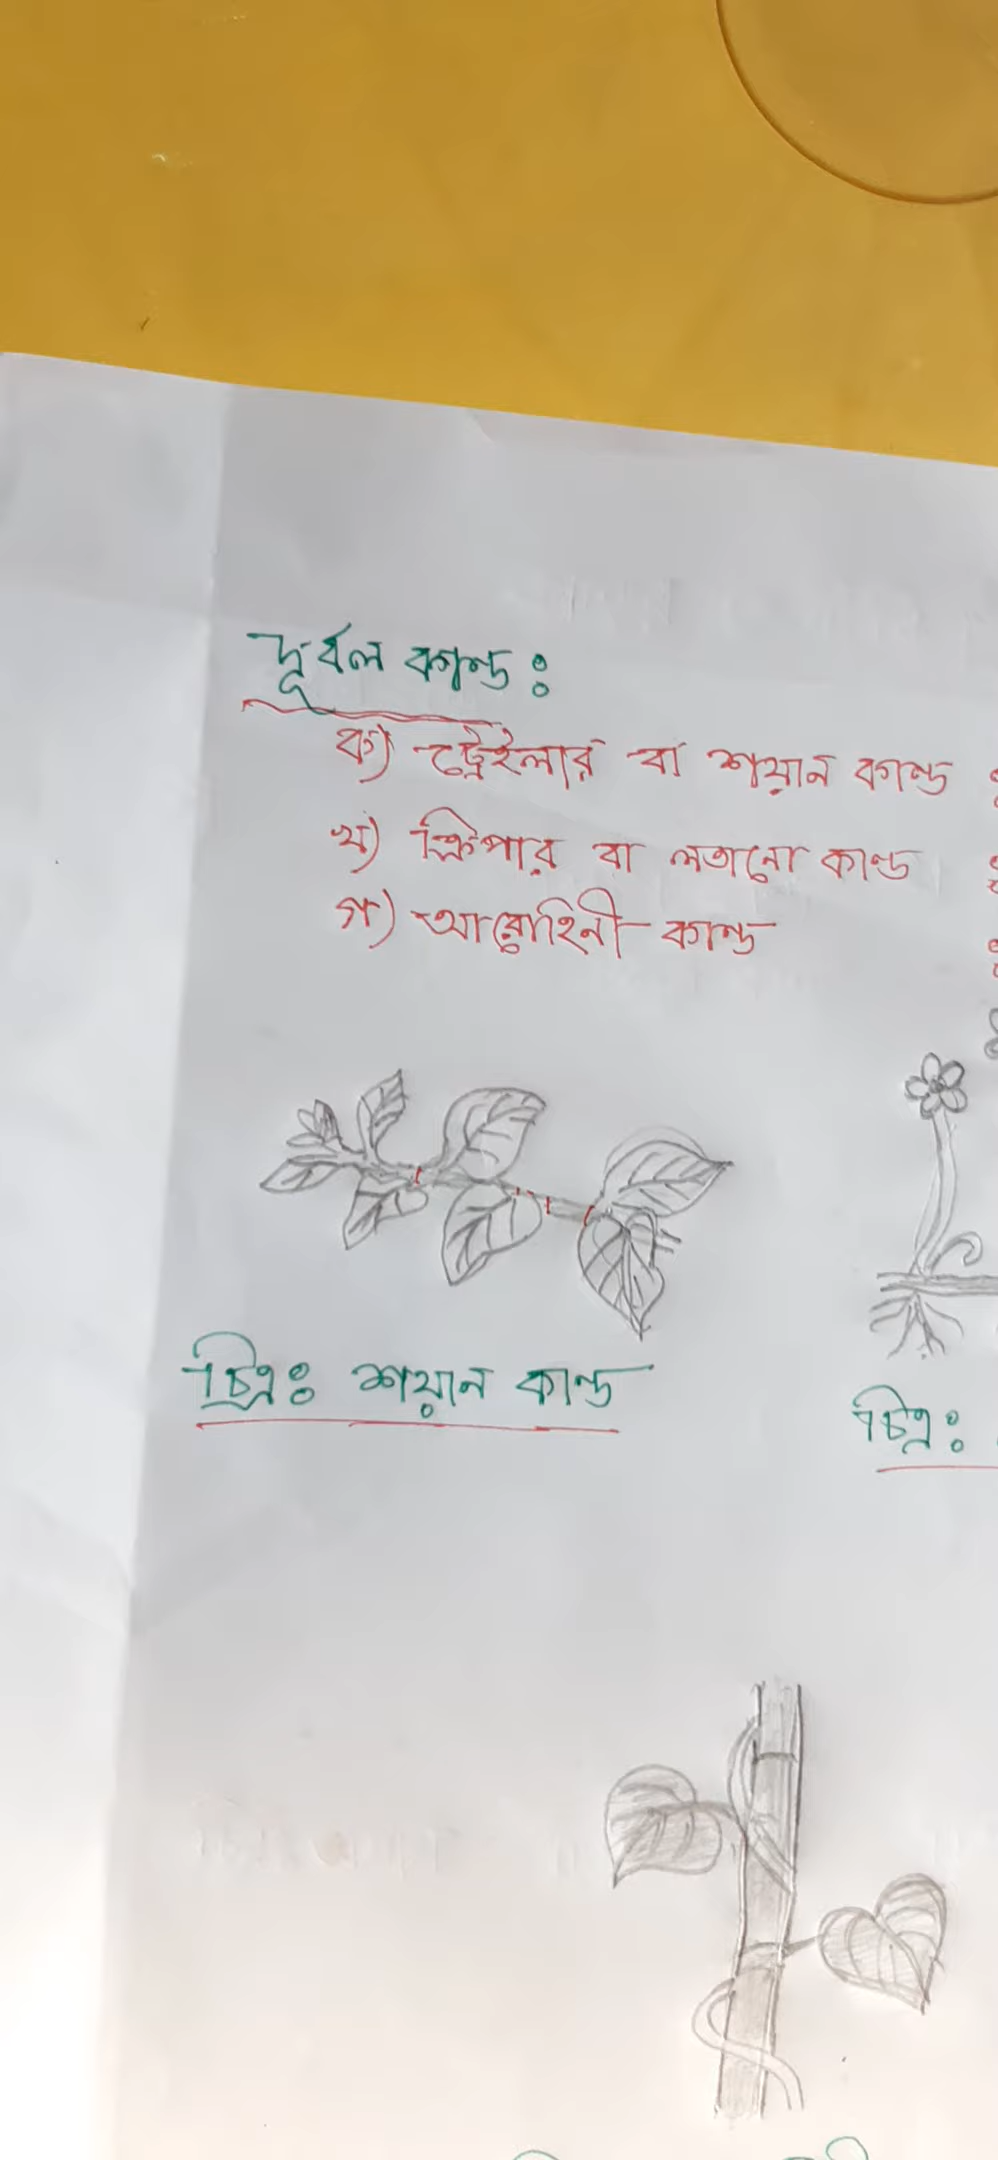 দূর্বল কান্ড ঃ
ক) ট্রেইলার বা শয়ান কান্ড
খ) ক্রিপার বা লতানো কান্ড
গ) আরোহিনী কান্ড
চিত্রঃ শয়ান কান্ড
চিত্রঃ